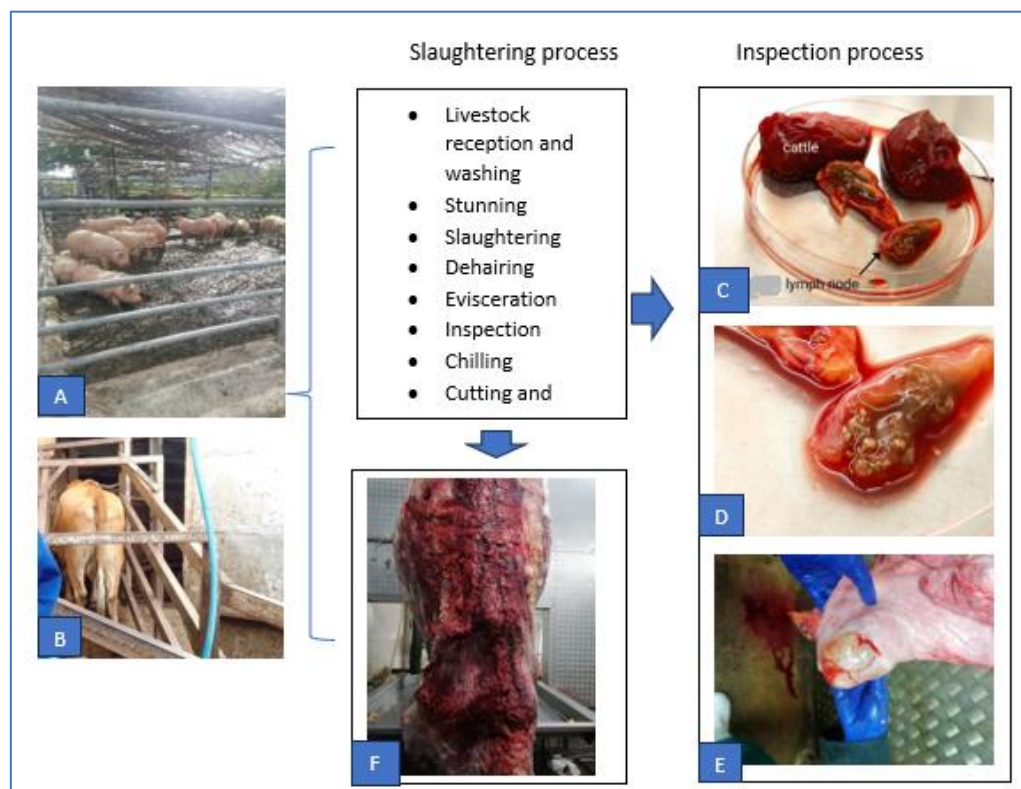 Slaughtering process
Inspection process
A
B
• Livestock
reception and
washing
• Stunning
• Slaughtering
• Dehairing
• Evisceration
• Inspection
• Chilling
• Cutting and
F
cattle
lymph node
C
D
E